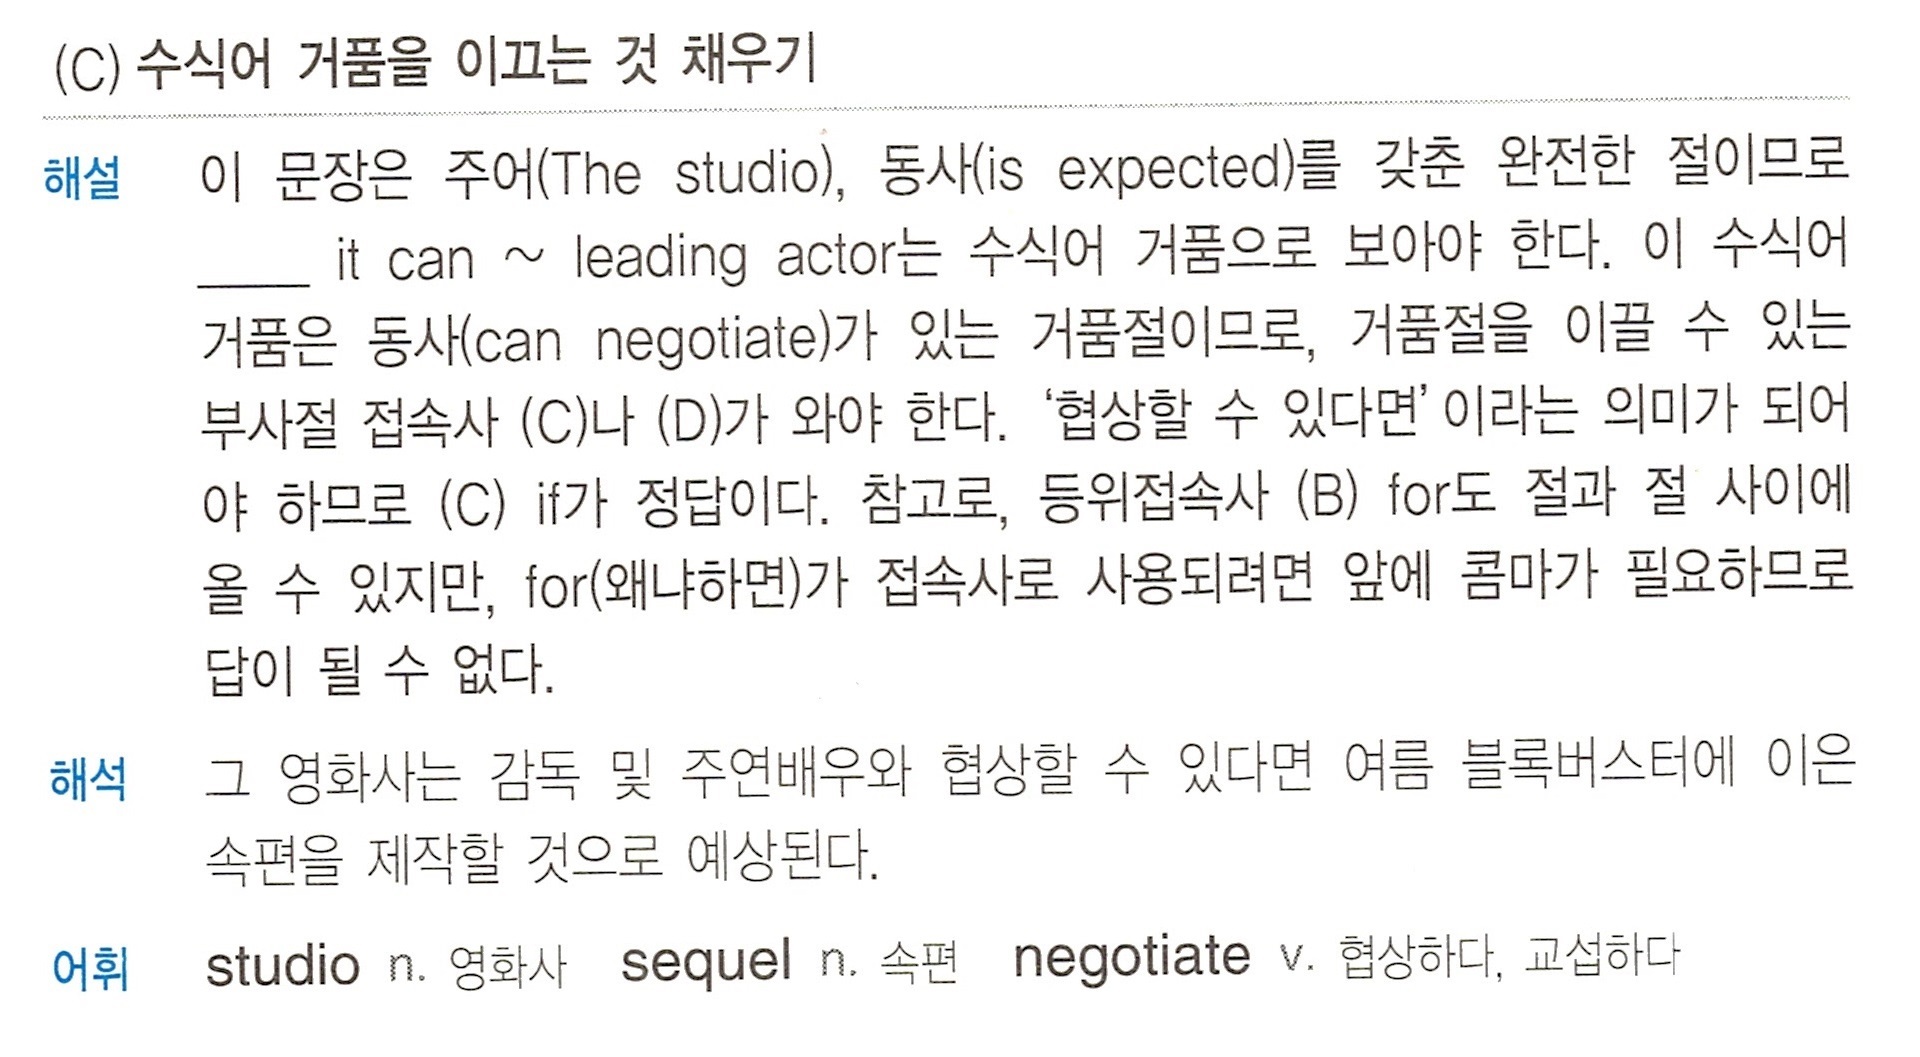 (C) 수식어 거품을 이끄는 것 채우기
해설 이 문장은 주어(The studio), 동사(is expected)를 갖춘 완전한 절이므로
____ it can ~ leading actor는 수식어 거품으로 보아야 한다. 이 수식어
거품은 동사(can negotiate)가 있는 거품절이므로, 거품절을 이끌 수 있는
부사절 접속사 (C)나 (D)가 와야 한다. ‘협상할 수 있다면’이라는 의미가 되어
야 하므로 (C) if가 정답이다. 참고로, 등위접속사 (B) for도 절과 절 사이에
올 수 있지만, for(왜냐하면)가 접속사로 사용되려면 앞에 콤마가 필요하므로
답이 될 수 없다.
해석 그 영화사는 감독 및 주연배우와 협상할 수 있다면 여름 블록버스터에 이은
속편을 제작할 것으로 예상된다.
어휘 studio n. 영화사 sequel n. 속편 negotiate v. 협상하다, 교섭하다